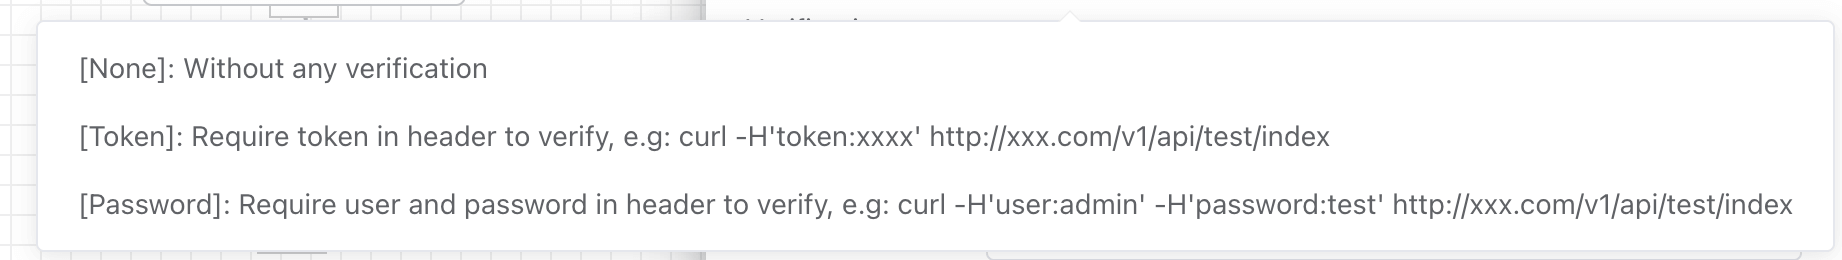 [None]: Without any verification
[Token]: Require token in header to verify, e.g: curl -H'token:xxxx' http://xxx.com/v1/api/test/index
[Password]: Require user and password in header to verify, e.g: curl -H'user:admin' -H'password:test' http://xxx.com/v1/api/test/index